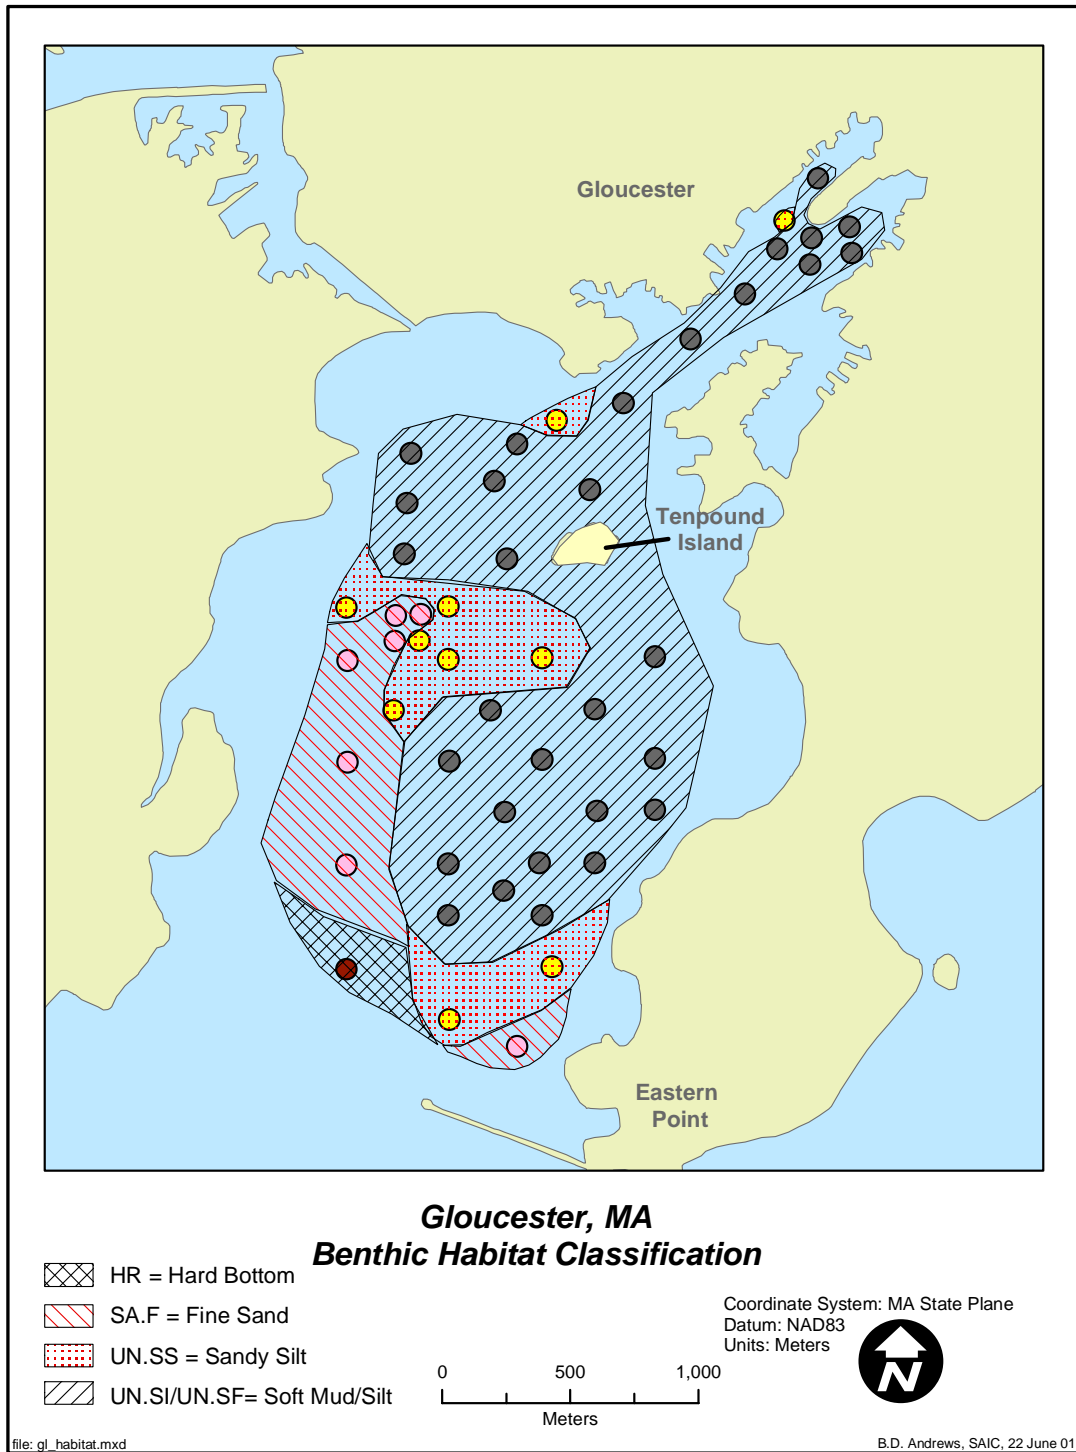 Gloucester
Tenpound
Island
Eastern
Point
Gloucester, MA
Benthic Habitat Classification
HR = Hard Bottom
SA.F = Fine Sand
UN.SS = Sandy Silt
UN.SI/UN.SF= Soft Mud/Silt
0 500 1,000
Meters
Coordinate System: MA State Plane
Datum: NAD83
Units: Meters
N
file: gl_habitat.mxd
B.D. Andrews, SAIC, 22 June 01